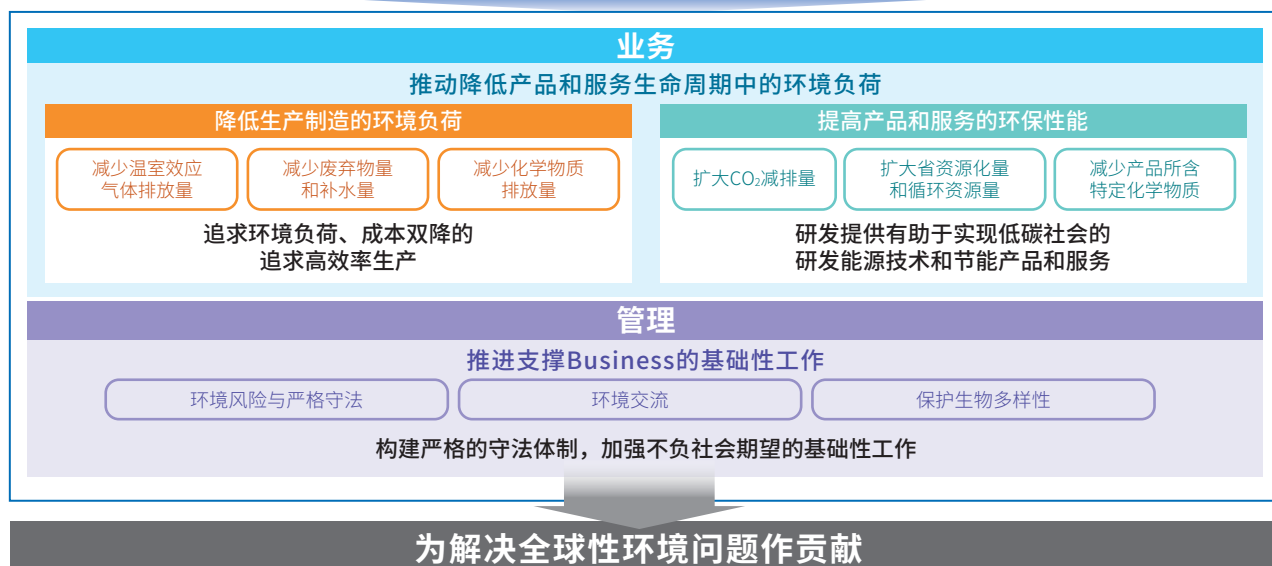 业务
推动降低产品和服务生命周期中的环境负荷
降低生产制造的环境负荷
减少温室效应
气体排放量
减少废弃物量
和补水量
减少化学物质
排放量
追求环境负荷、成本双降的
追求高效率生产
提高产品和服务的环保性能
扩大CO₂减排量
扩大省资源化量
和循环资源量
减少产品所含
特定化学物质
研发提供有助于实现低碳社会的
研发能源技术和节能产品和服务
管理
推进支撑Business的基础性工作
环境风险与严格守法
环境交流
保护生物多样性
构建严格的守法体制，加强不负社会期望的基础性工作
为解决全球性环境问题作贡献